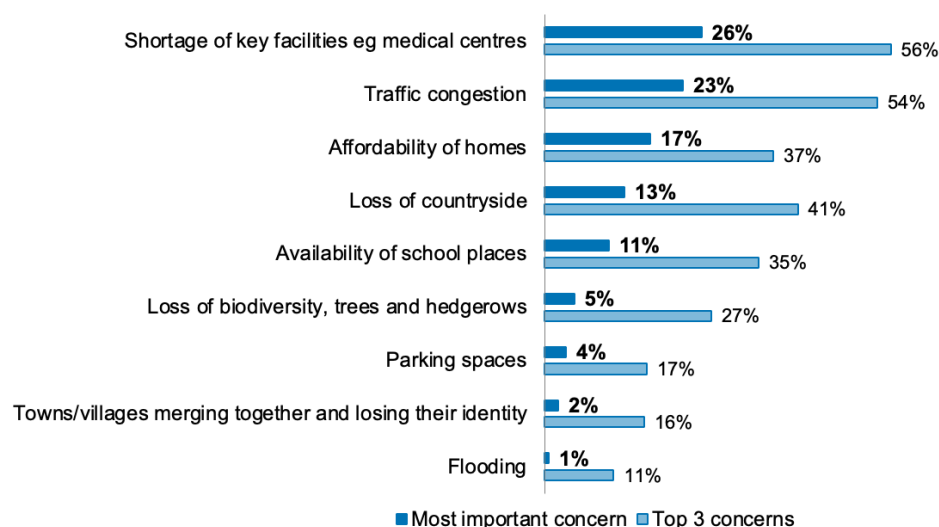 Shortage of key facilities eg medical centres
26%
56%
Traffic congestion
23%
54%
Affordability of homes
17%
37%
Loss of countryside
13%
41%
Availability of school places
11%
35%
Loss of biodiversity, trees and hedgerows
5%
27%
Parking spaces
4%
17%
Towns/villages merging together and losing their identity
2%
16%
Flooding
1%
11%
Most important concern Top 3 concerns